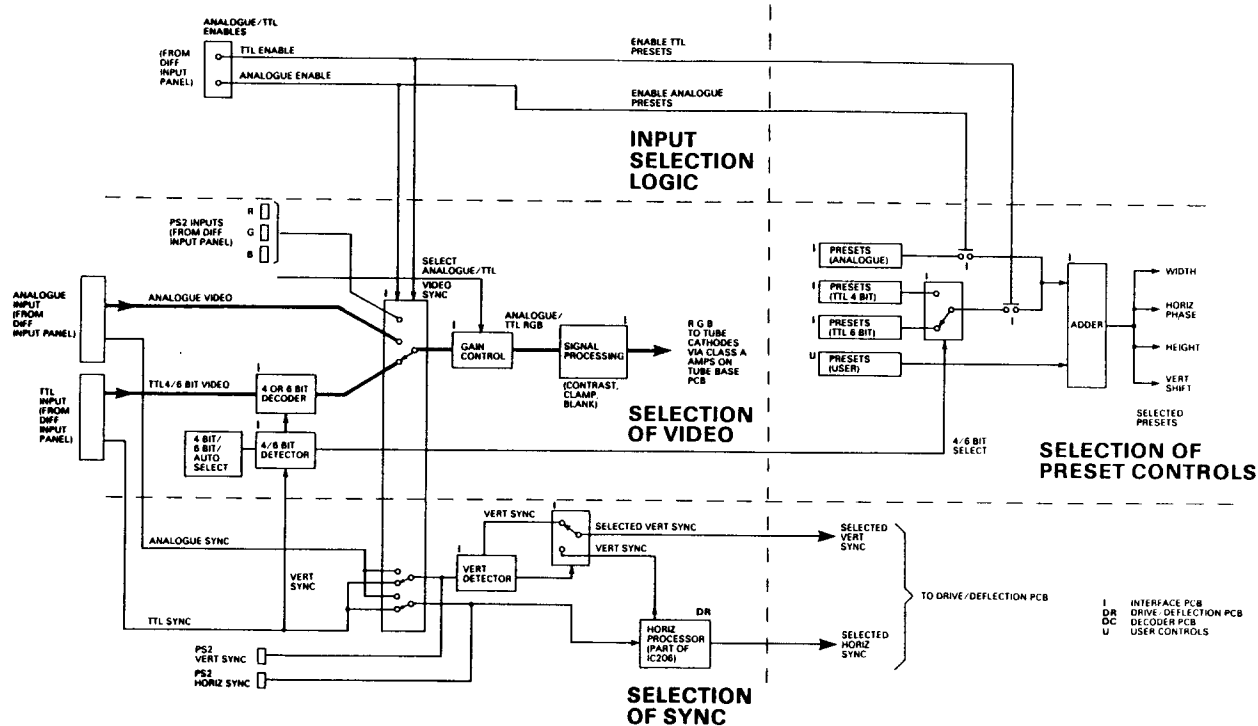 ANALOGUE/TTL
ENABLES
(FROM
DIFF
INPUT
PANEL)
TTL ENABLE
ANALOGUE ENABLE
ENABLE TTL
PRESETS
ENABLE ANALOGUE
PRESETS
INPUT
SELECTION
LOGIC
R
G
B
PS2 INPUTS
(FROM DIFF
INPUT PANEL)
SELECT
ANALOGUE/TTL
VIDEO
SYNC
ANALOGUE
INPUT
(FROM
DIFF
INPUT PANEL)
ANALOGUE VIDEO
I
I
GAIN
CONTROL
ANALOGUE/
TTL RGB
I
SIGNAL
PROCESSING
(CONTRAST,
CLAMP,
BLANK)
R G B
TO TUBE
CATHODES
VIA CLASS A
AMPS ON
TUBE BASE
PCB
TTL
INPUT
(FROM
DIFF
INPUT
PANEL)
TTL4/6 BIT VIDEO
I
4 OR 6 BIT
DECODER
4 BIT/
6 BIT/
AUTO
SELECT
I
4/6 BIT
DETECTOR
SELECTION
OF VIDEO
I
PRESETS
(ANALOGUE)
I
I
PRESETS
(TTL 4 BIT)
I
PRESETS
(TTL 6 BIT)
U
PRESETS
(USER)
I
I
I
ADDER
WIDTH
HORIZ
PHASE
HEIGHT
VERT
SHIFT
SELECTED
PRESETS
4/6 BIT
SELECT
SELECTION OF
PRESET CONTROLS
ANALOGUE SYNC
VERT
SYNC
TTL SYNC
PS2
VERT SYNC
PS2
HORIZ SYNC
VERT SYNC
I
VERT
DETECTOR
I
SELECTED VERT SYNC
VERT SYNC
DR
HORIZ
PROCESSOR
(PART OF
IC206)
SELECTED
VERT
SYNC
SELECTED
HORIZ
SYNC
TO DRIVE/DEFLECTION PCB
I INTERFACE PCB
DR DRIVE/DEFLECTION PCB
DC DECODER PCB
U USER CONTROLS
SELECTION
OF SYNC